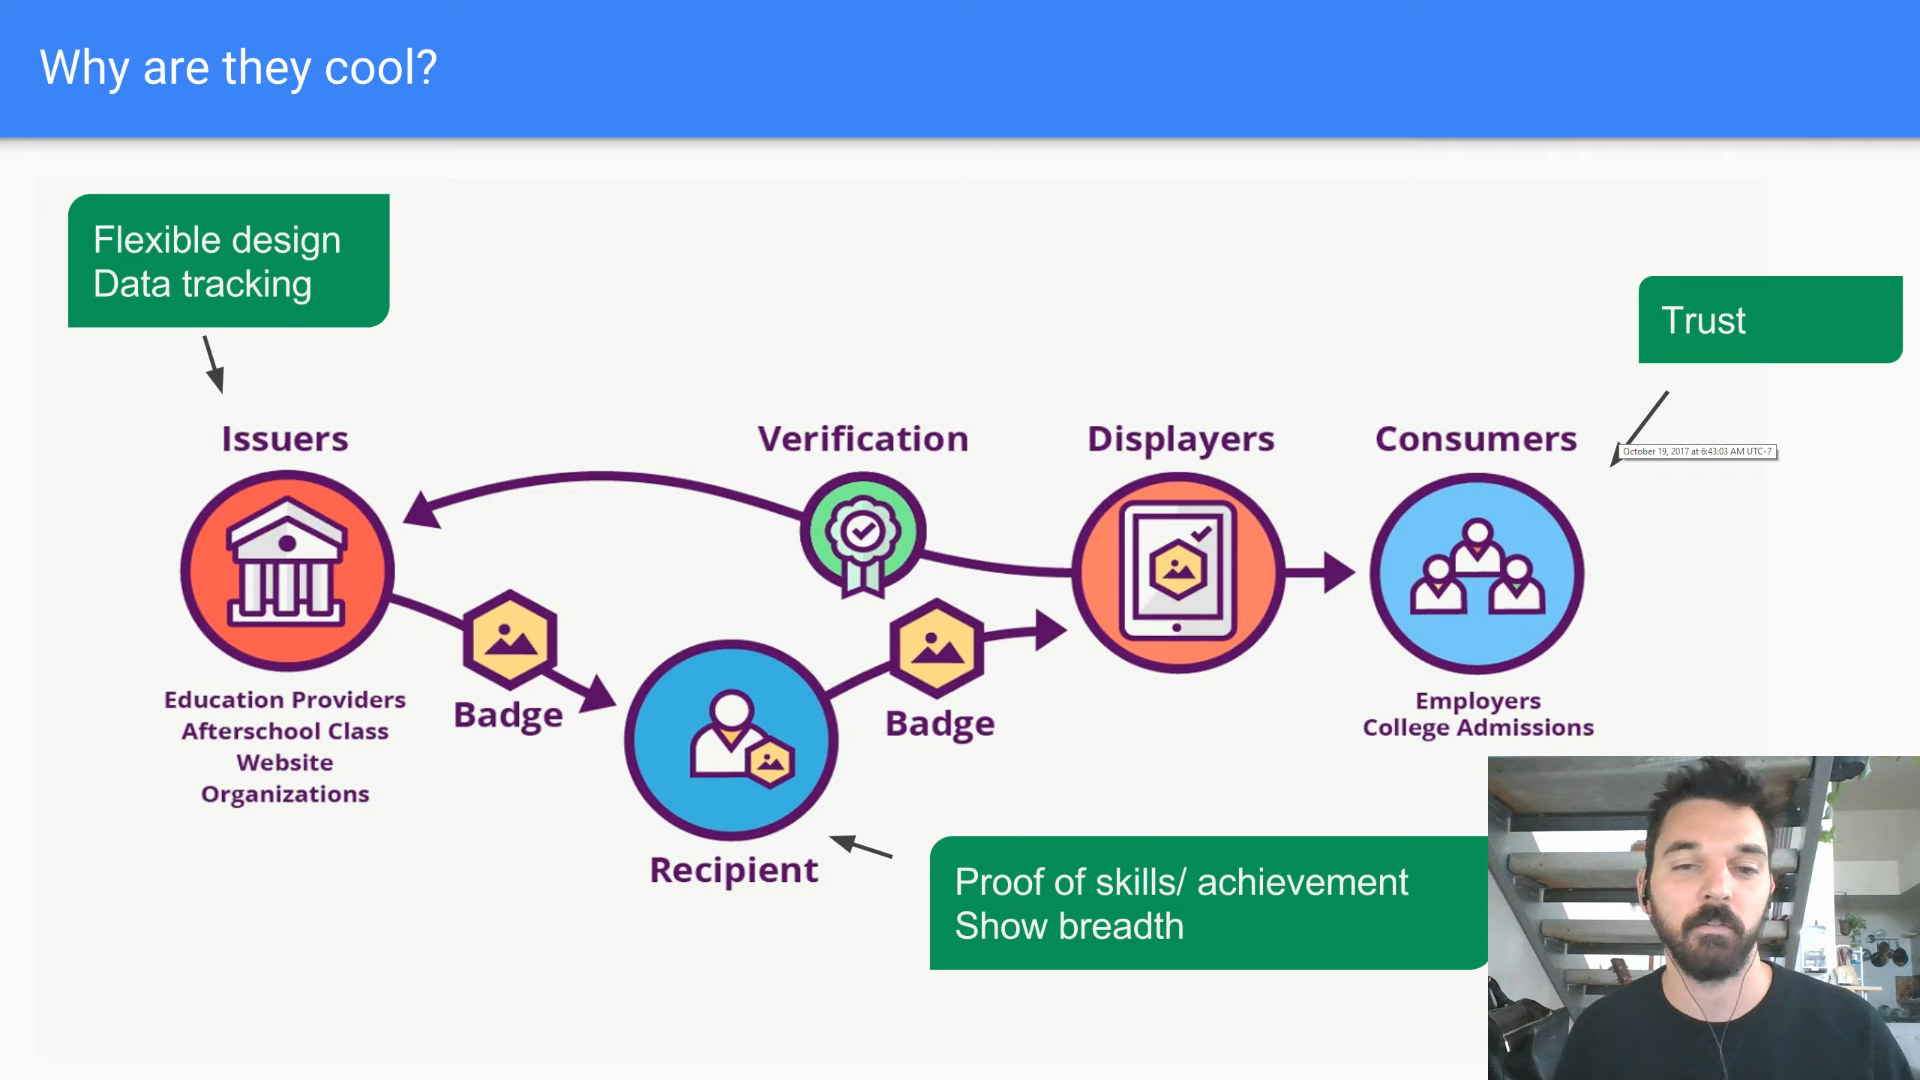 Why are they cool?
Flexible design
Data tracking
Trust
Issuers
Verification
Displayers
Consumers
October 19, 2017 at 6:43:03 AM UTC-7
Education Providers
Afterschool Class
Website
Organizations
Badge
Badge
Employers
College Admissions
Recipient
Proof of skills/ achievement
Show breadth